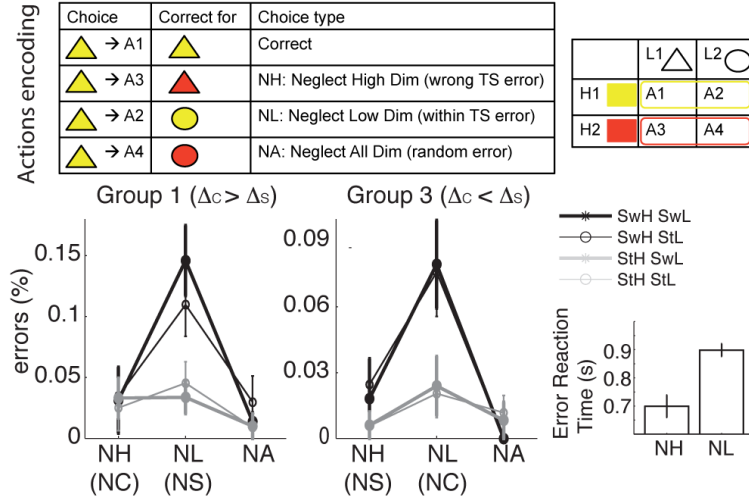 Actions encoding
Choice Correct for Choice type
→ A1 Correct
→ A3 NH: Neglect High Dim (wrong TS error)
→ A2 NL: Neglect Low Dim (within TS error)
→ A4 NA: Neglect All Dim (random error)
L1 L2
H1 A1 A2
H2 A3 A4
Group 1 (Δc > Δs)
errors (%)
0.15
0.1
0.05
0
NH NL NA
(NC) (NS)
Group 3 (Δc < Δs)
0.09
0.06
0.03
0
NH NL NA
(NS) (NC)
SwH SwL
SwH StL
StH SwL
StH StL
Error Reaction
Time (s)
0.9
0.8
0.7
NH NL